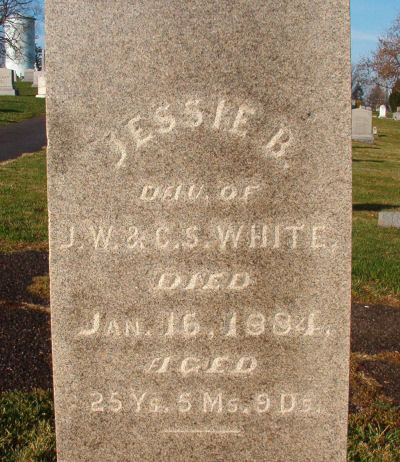 JESSIE B.
DAU. OF
J. W. & C. S. WHITE,
DIED
JAN. 16, 1884,
AGED
25 Ys. 5 Ms. 9 Ds.